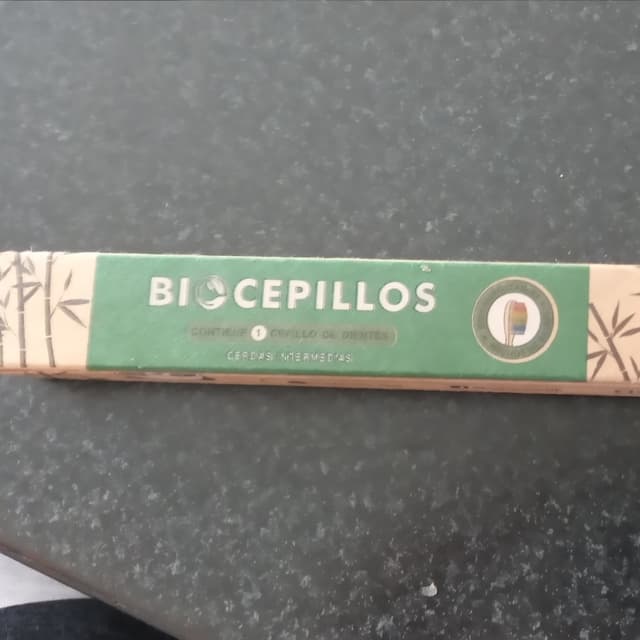 BIOCEPILLOS
CONTIENE 1 CEPILLO DE DIENTES
CERDAS INTERMEDIAS